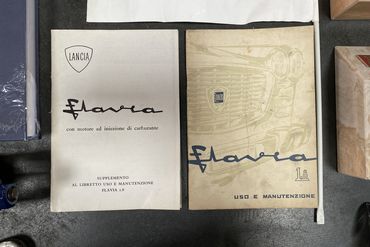 LANCIA
Flavia
con motore ad iniezione di carburante
SUPPLEMENTO
AL LIBRETTO USO E MANUTENZIONE
FLAVIA 1.8
Flavia
1.8
USO E MANUTENZIONE